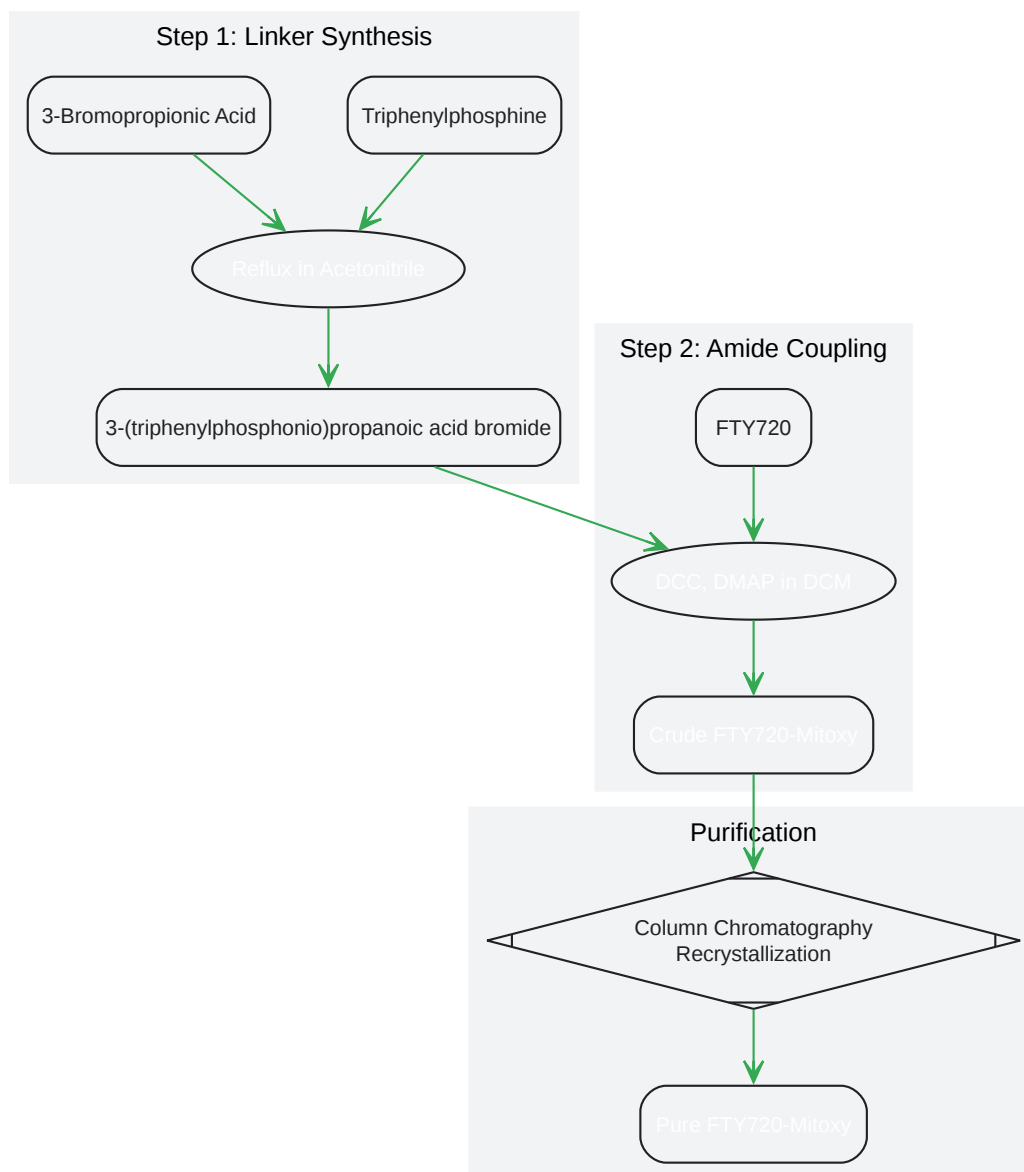 Step 1: Linker Synthesis
3-Bromopropionic Acid
Triphenylphosphine
Reflux in Acetonitrile
3-(triphenylphosphonio)propanoic acid bromide
Step 2: Amide Coupling
FTY720
DCC, DMAP in DCM
Crude FTY720-Mitoxy
Purification
Column Chromatography
Recrystallization
Pure FTY720-Mitoxy